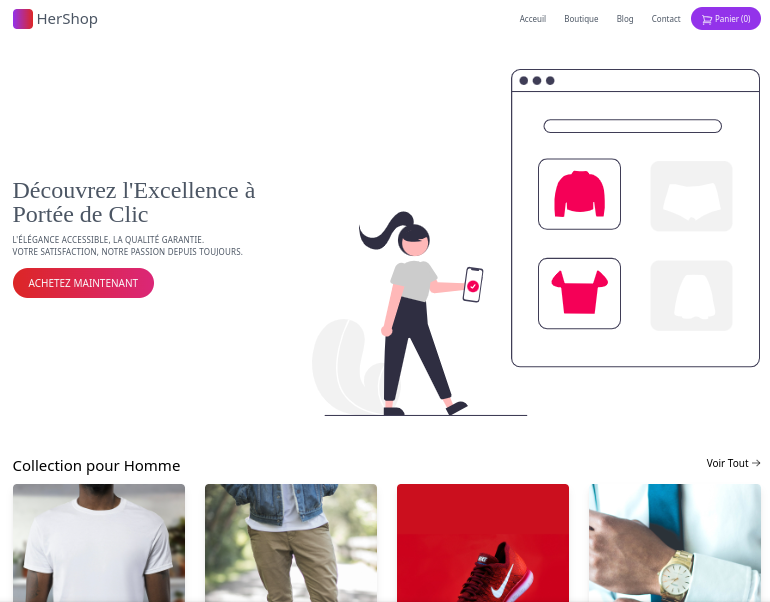 HerShop
Acceuil
Boutique
Blog
Contact
Panier (0)
Découvrez l'Excellence à
Portée de Clic
L'ÉLÉGANCE ACCESSIBLE, LA QUALITÉ GARANTIE.
VOTRE SATISFACTION, NOTRE PASSION DEPUIS TOUJOURS.
ACHETEZ MAINTENANT
Collection pour Homme
Voir Tout →